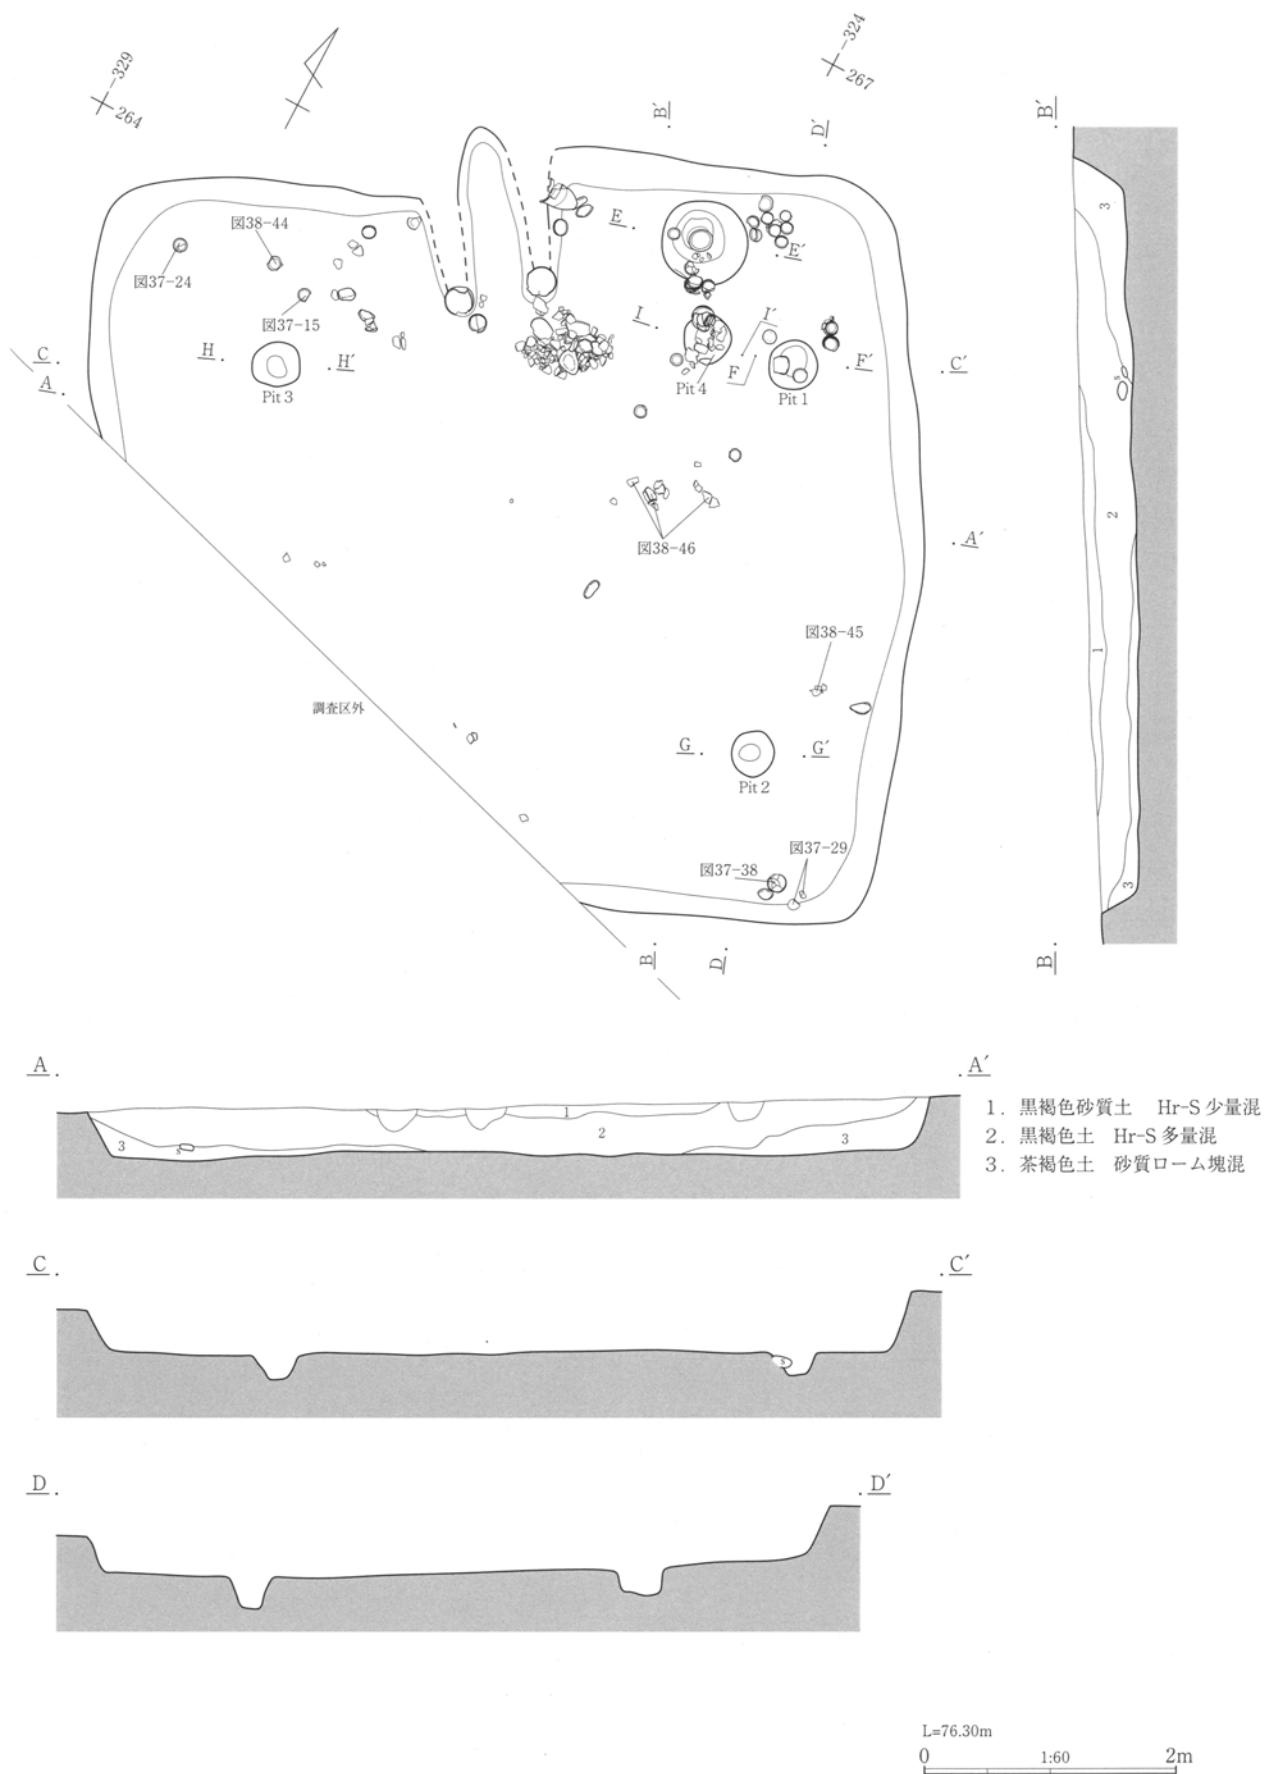 -329
264
-324
267
B′
D′
B′
図38-44
E
E′
図37-24
図37-15
I
I′
C
H
H′
F
F′
C′
A
Pit 3
Pit 4
Pit 1
図38-46
A′
図38-45
調査区外
G
G′
Pit 2
図37-29
図37-38
B
D
B
3
s
2
1
3
A
A′
1
2
3
s
3
1. 黒褐色砂質土 Hr-S 少量混
2. 黒褐色土 Hr-S 多量混
3. 茶褐色土 砂質ローム塊混
C
C′
s
D
D′
L=76.30m
0
1:60
2m